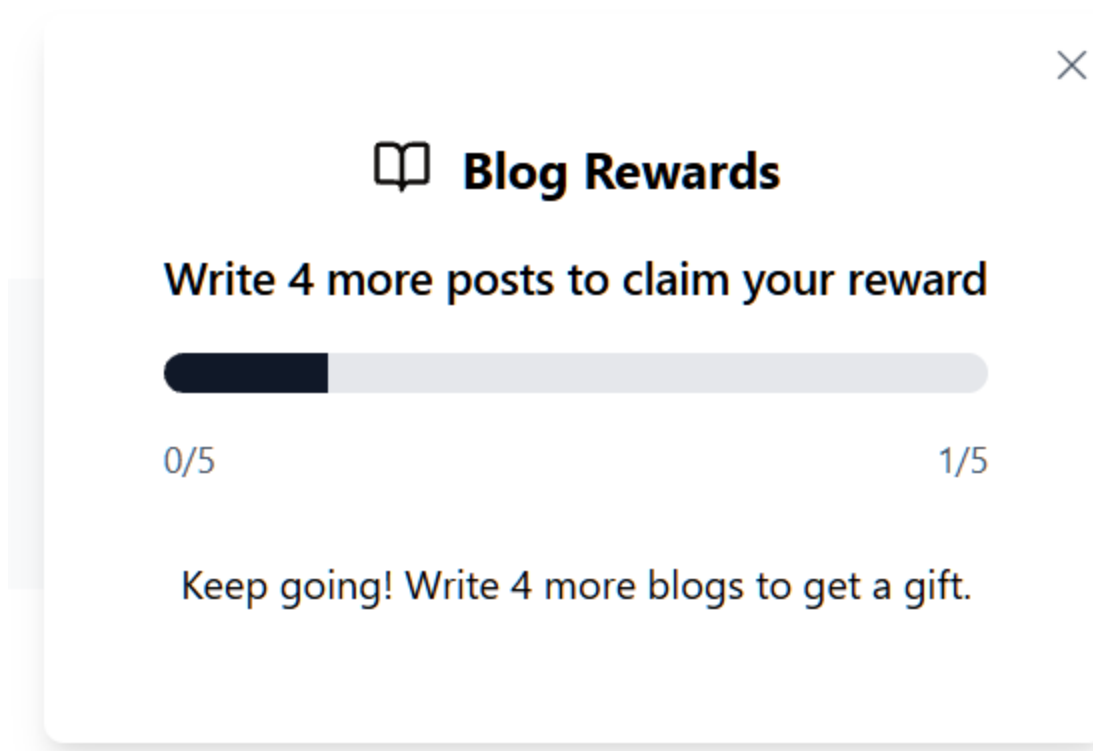 Blog Rewards
Write 4 more posts to claim your reward
0/5 1/5
Keep going! Write 4 more blogs to get a gift.